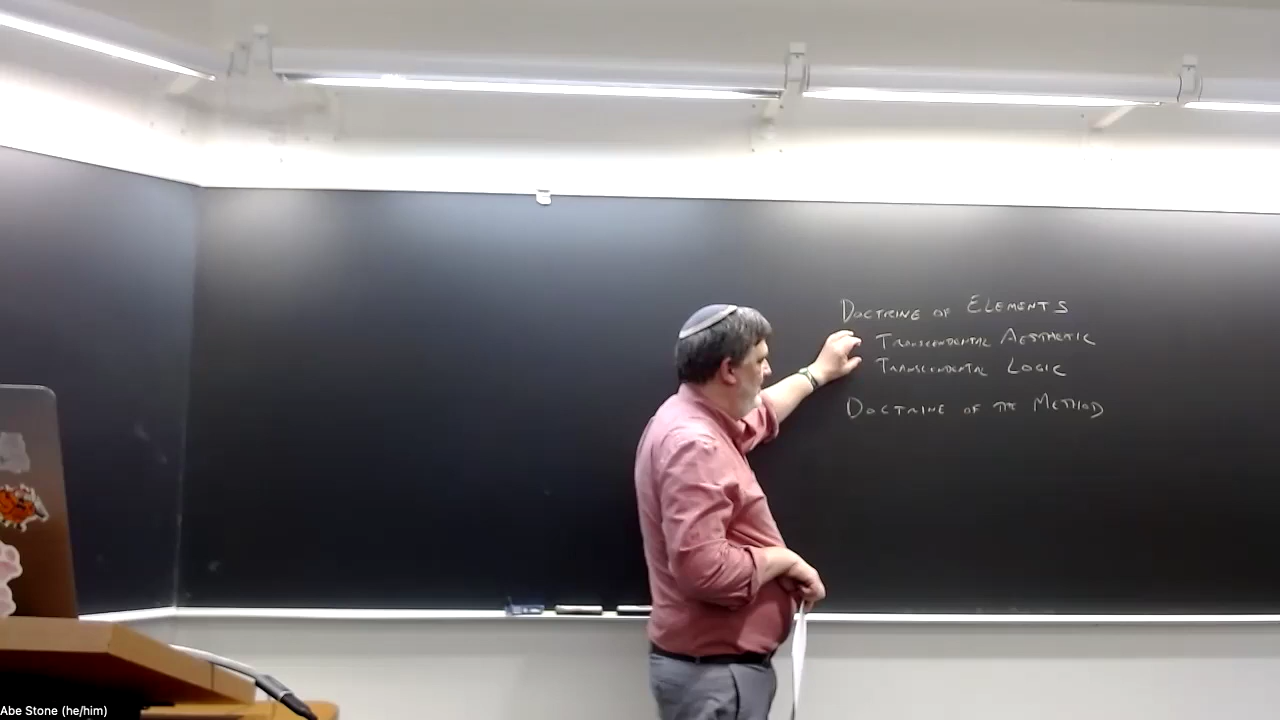 DOCTRINE OF ELEMENTS
TRANSCENDENTAL AESTHETIC
TRANSCENDENTAL LOGIC
DOCTRINE OF THE METHOD
Abe Stone (he/him)